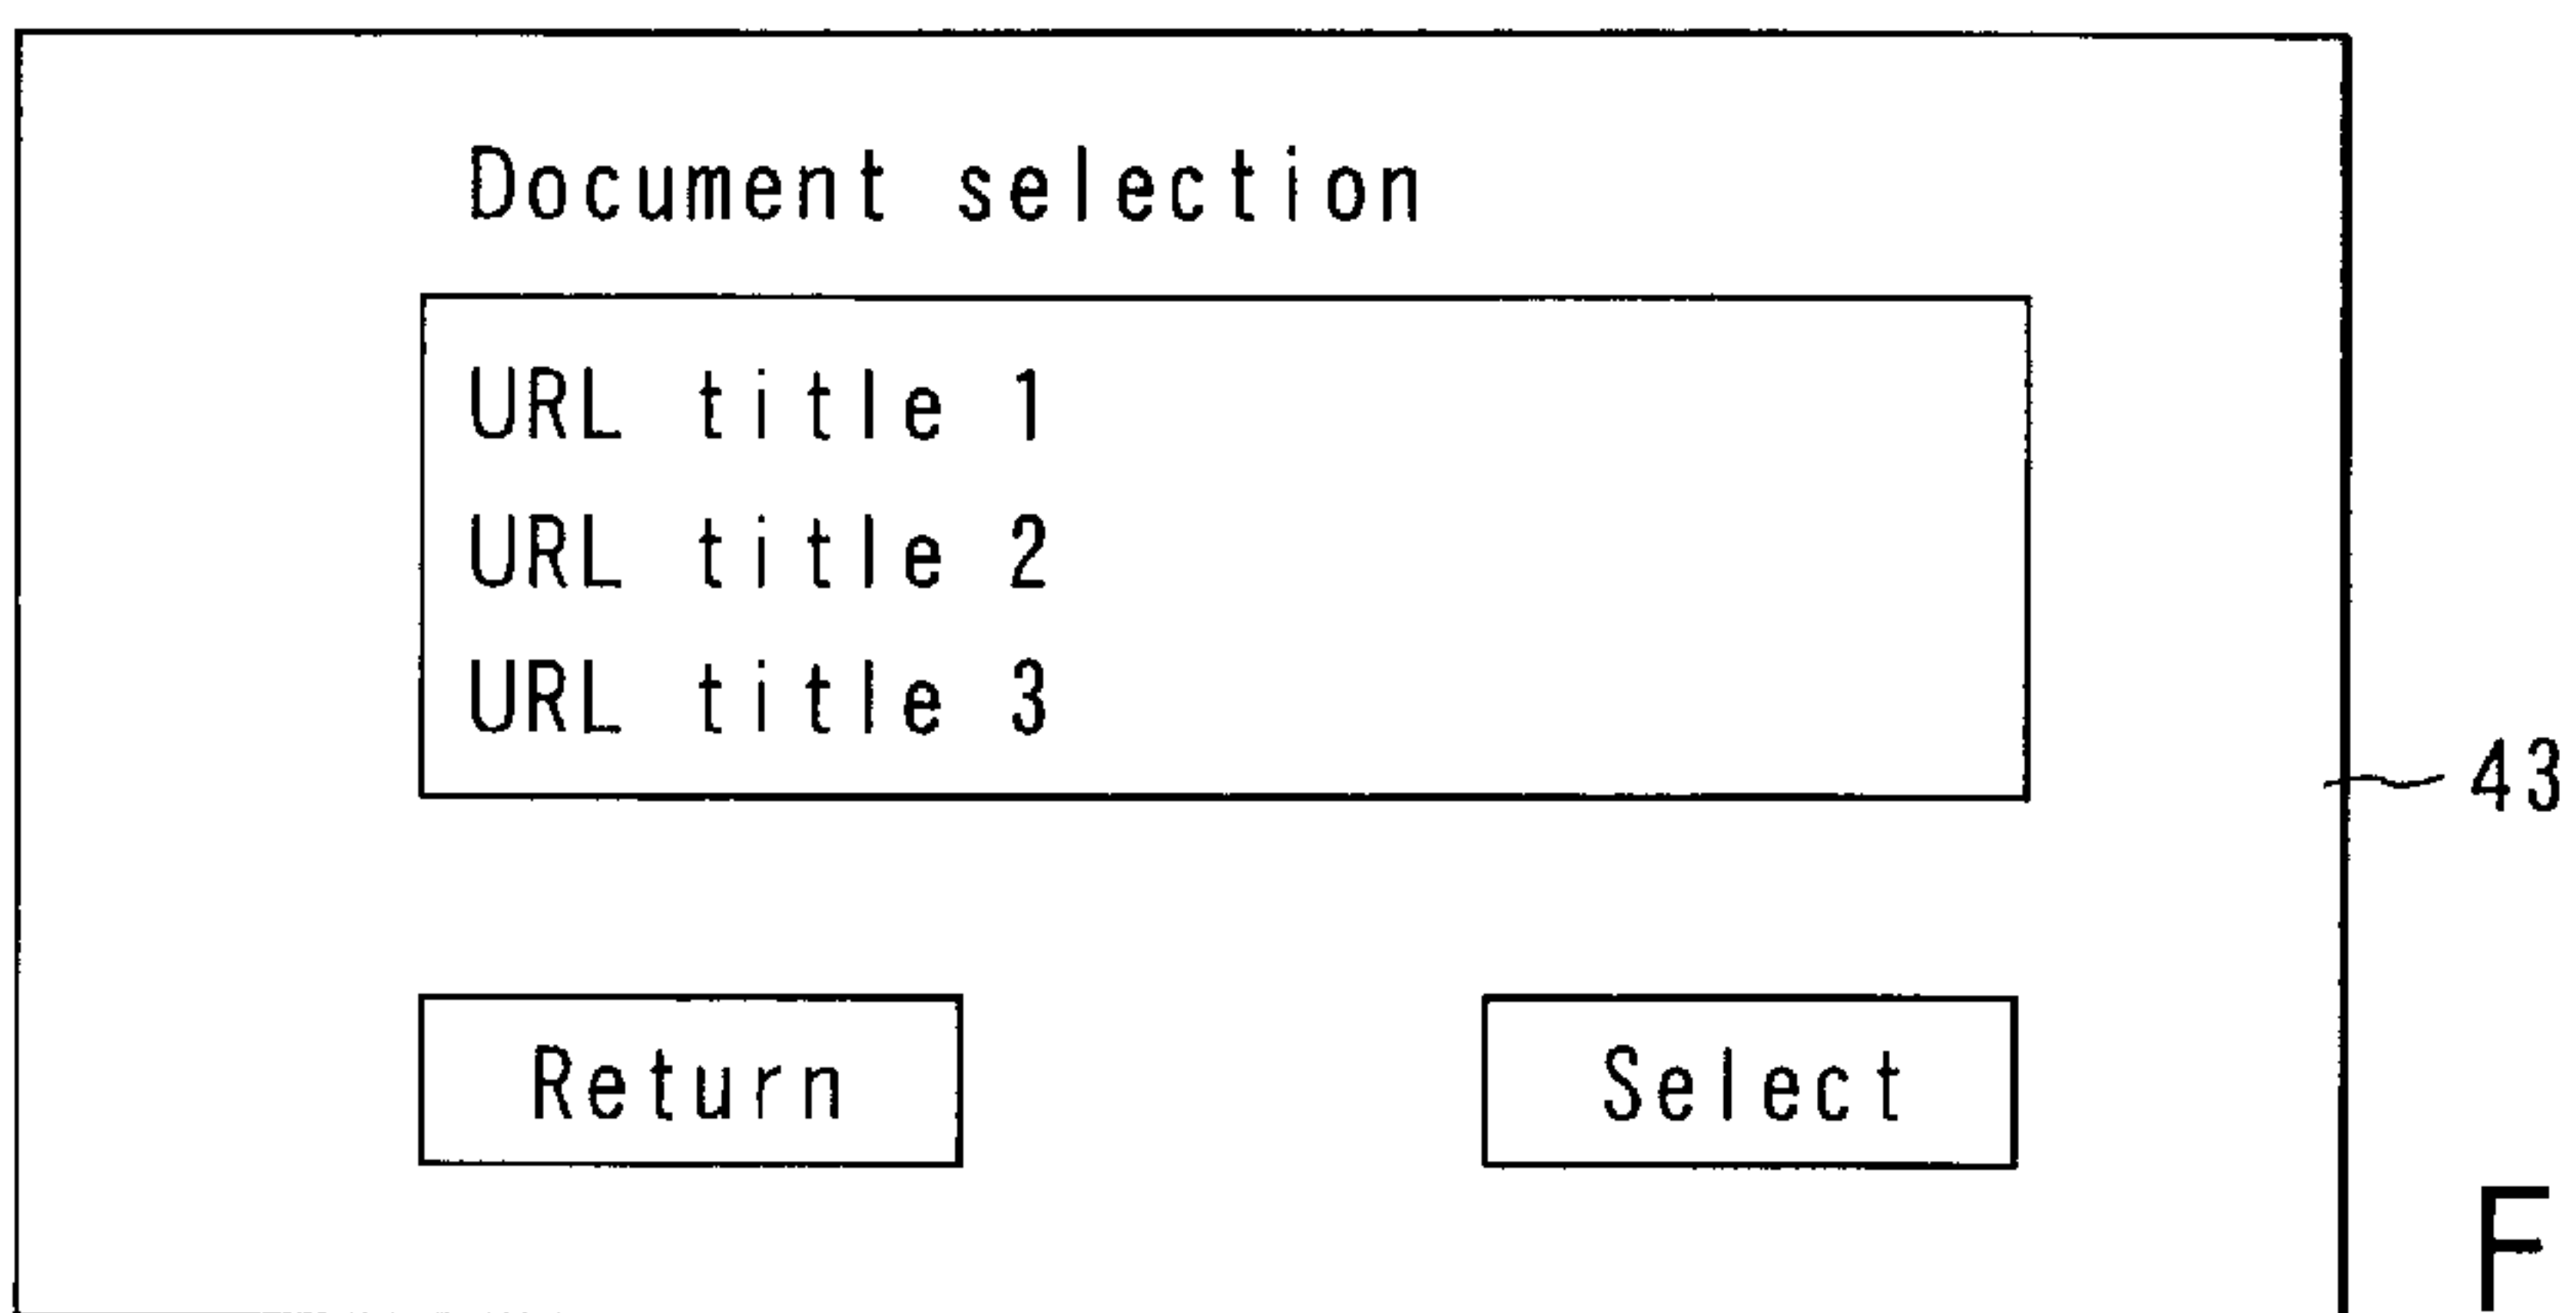 Document selection
URL title 1
URL title 2
URL title 3
43
Return Select
F